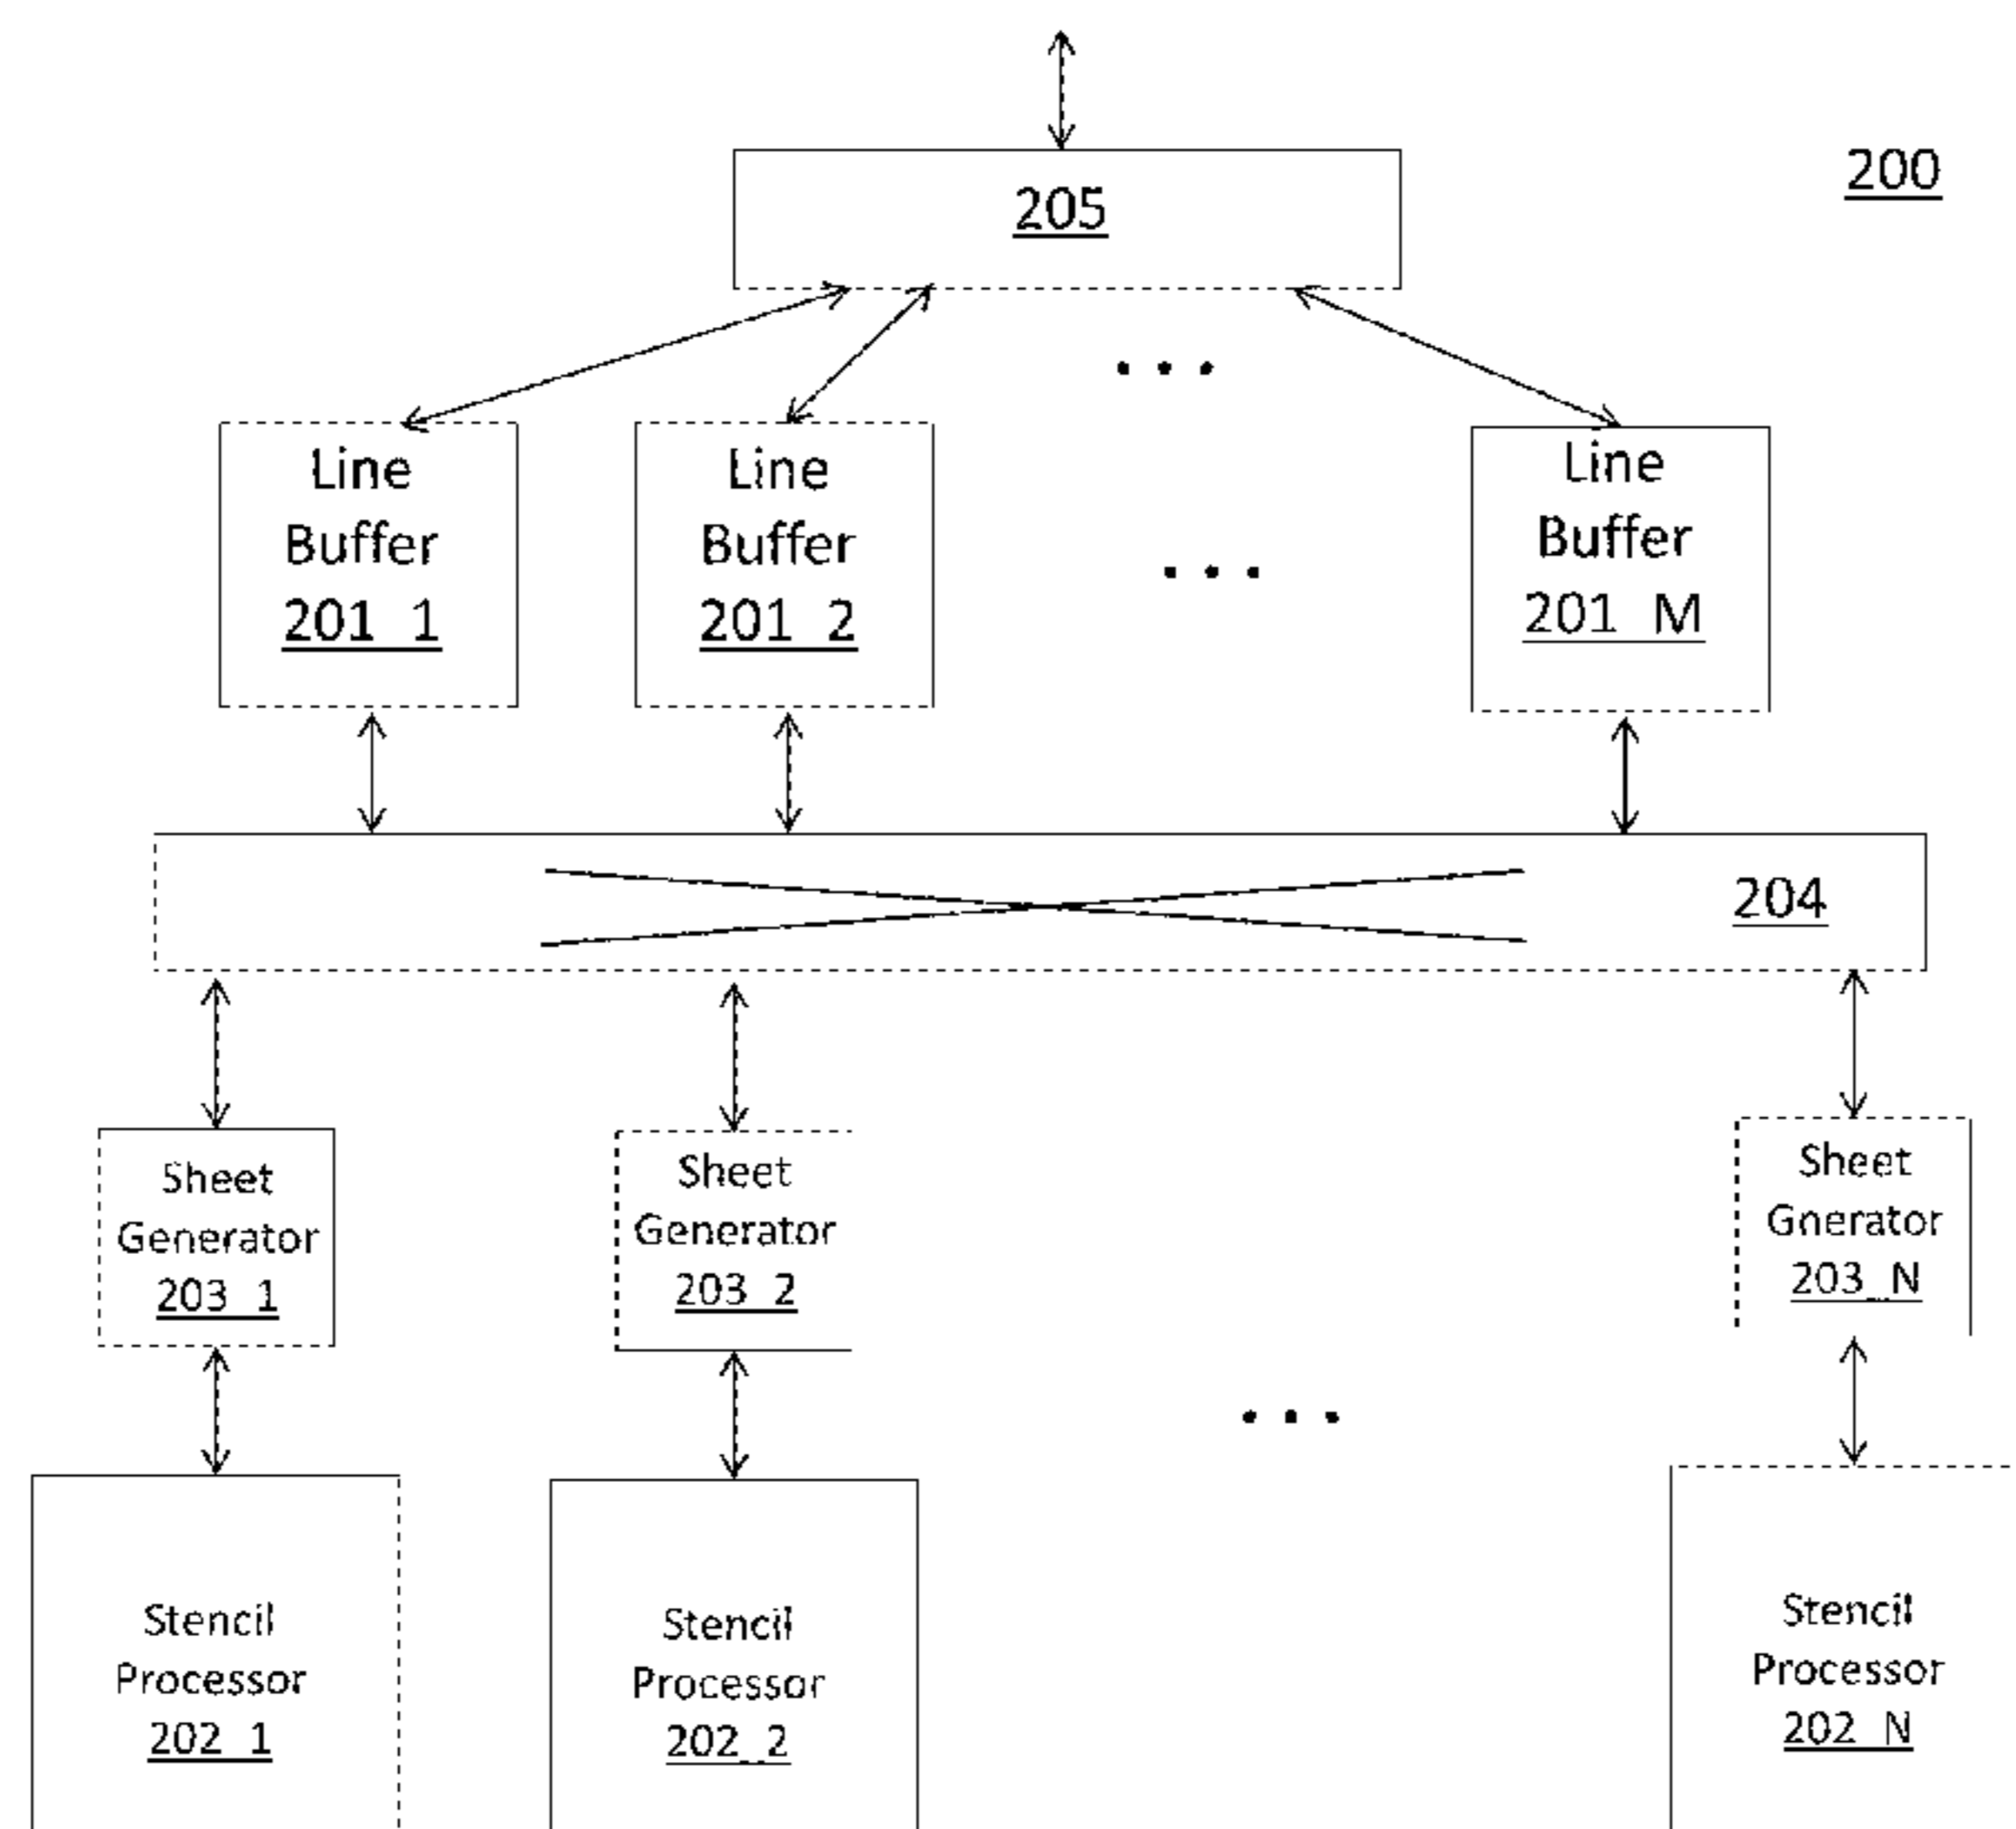 200
205
Line
Buffer
201_1
Line
Buffer
201_2
Line
Buffer
201_M
204
Sheet
Generator
203_1
Sheet
Generator
203_2
Sheet
Gnerator
203_N
Stencil
Processor
202_1
Stencil
Processor
202_2
Stencil
Processor
202_N